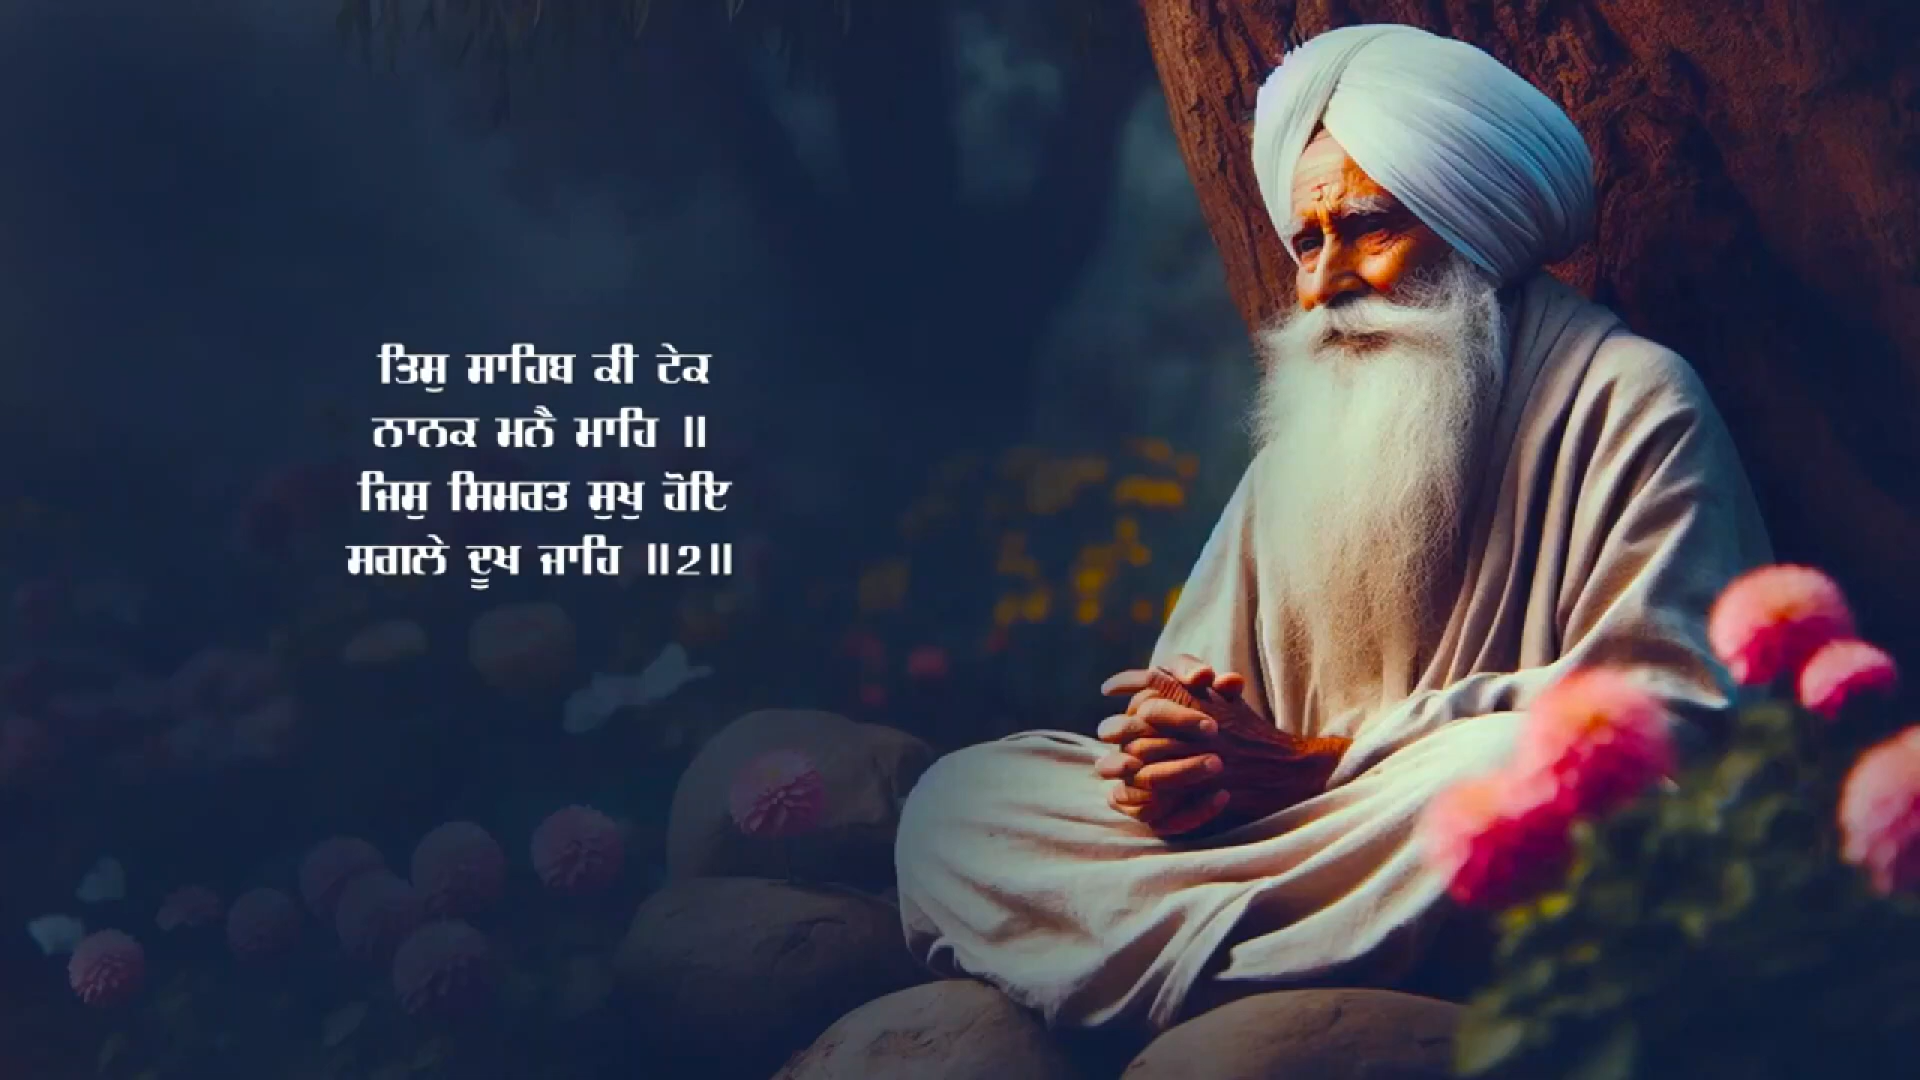 ਤਿਸੁ ਸਾਹਿਬ ਕੀ ਟੇਕ
ਨਾਨਕ ਮਨੈ ਮਾਹਿ ॥
ਜਿਸੁ ਸਿਮਰਤ ਸੁਖੁ ਹੋਇ
ਸਗਲੇ ਦੂਖ ਜਾਹਿ ॥2॥